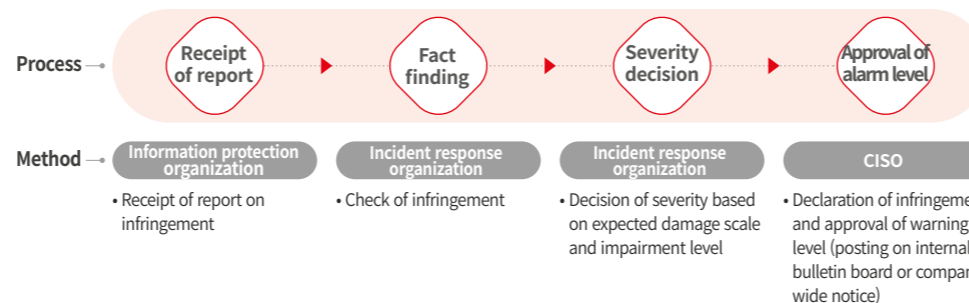 Process
Receipt
of report
Fact
finding
Severity
decision
Approval of
alarm level
Method
Information protection
organization
Incident response
organization
Incident response
organization
CISO
• Receipt of report on
infringement
• Check of infringement
• Decision of severity based
on expected damage scale
and impairment level
• Declaration of infringeme
and approval of warning
level (posting on internal
bulletin board or compan
wide notice)